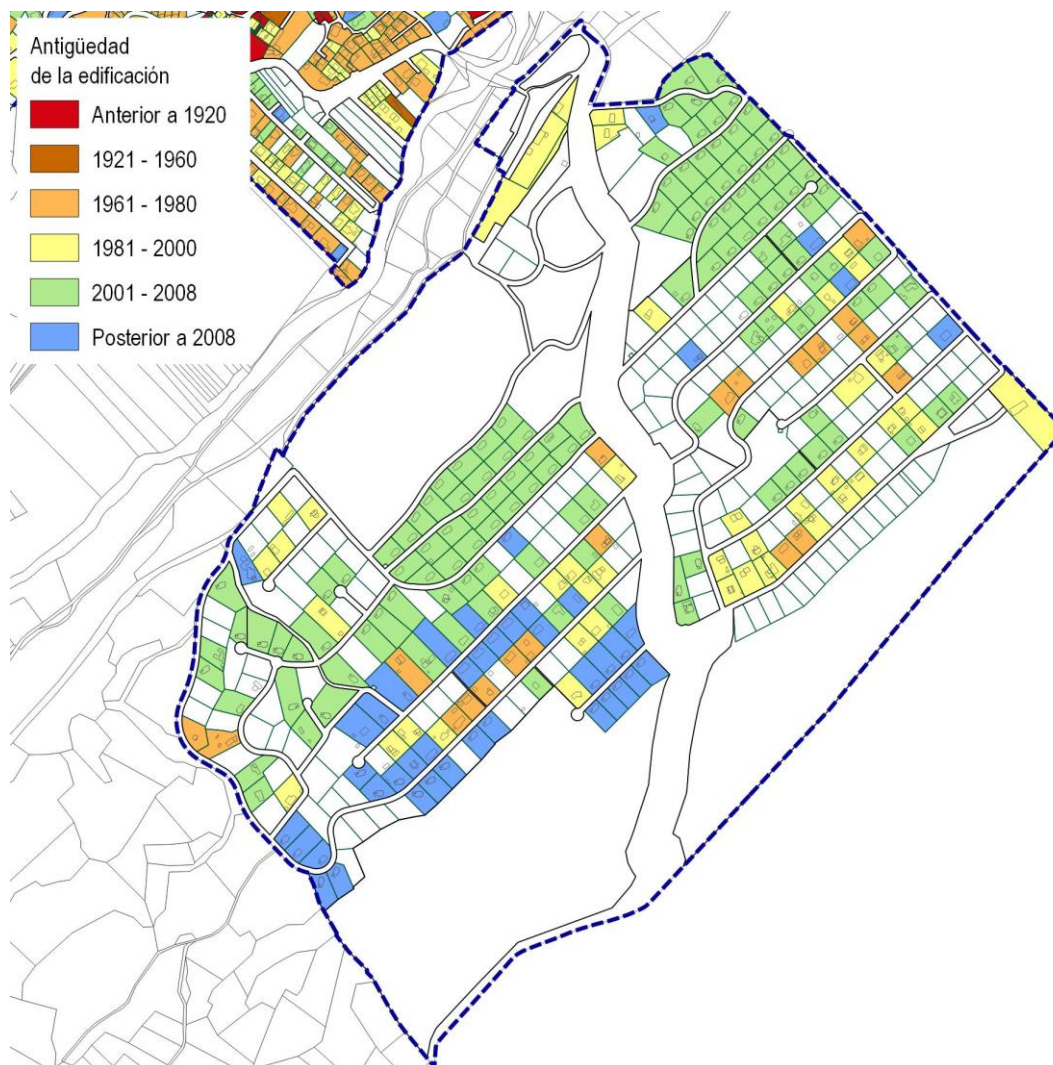 Antigüedad
de la edificación
Anterior a 1920
1921 - 1960
1961 - 1980
1981 - 2000
2001 - 2008
Posterior a 2008